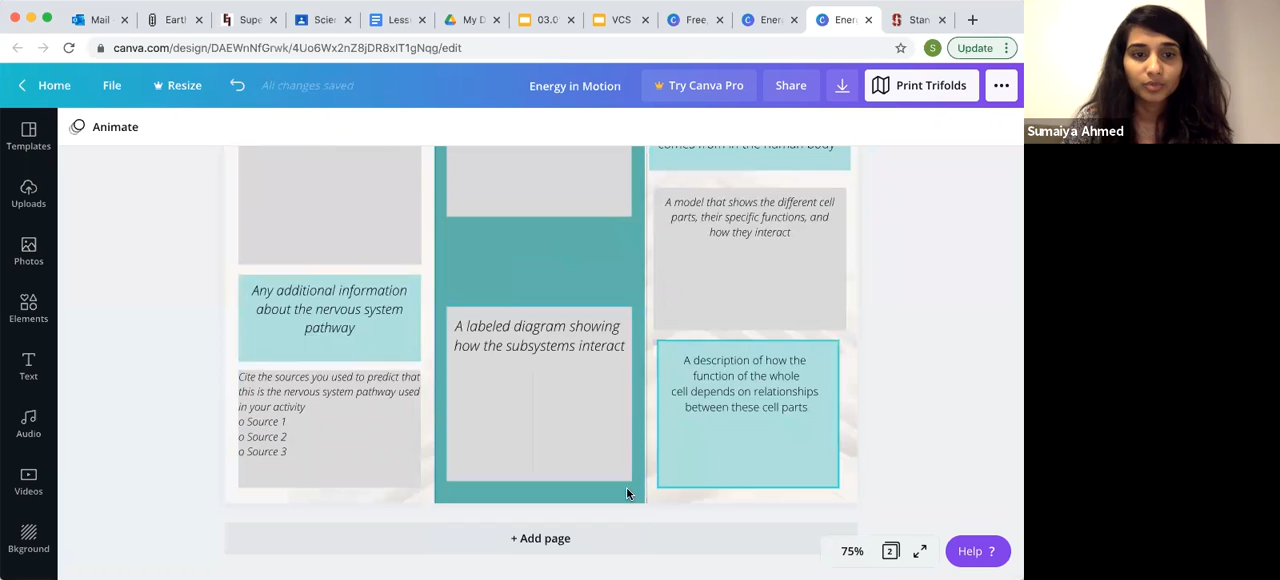 Mail
Eart
Supe
Scie
Less
My D
03.0
VCS
Free,
Ener
Ener
Stan
canva.com/design/DAEWnNfGrwk/4Uo6Wx2nZ8jDR8xIT1gNqg/edit
S
Update
Home
File
Resize
All changes saved
Energy in Motion
Try Canva Pro
Share
Print Trifolds
Sumaiya Ahmed
Animate
Templates
Uploads
Photos
Elements
Text
Audio
Videos
Bkground
Any additional information
about the nervous system
pathway
Cite the sources you used to predict that
this is the nervous system pathway used
in your activity
o Source 1
o Source 2
o Source 3
A labeled diagram showing
how the subsystems interact
comes from in the human body
A model that shows the different cell
parts, their specific functions, and
how they interact
A description of how the
function of the whole
cell depends on relationships
between these cell parts
+ Add page
75%
2
Help ?